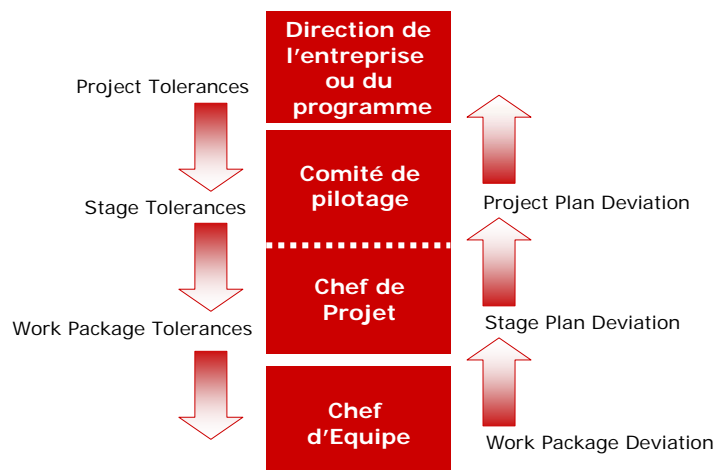 Direction de
l'entreprise
ou du
programme
Project Tolerances
Comité de
pilotage
Stage Tolerances
Project Plan Deviation
Chef de
Projet
Work Package Tolerances
Stage Plan Deviation
Chef
d'Equipe
Work Package Deviation